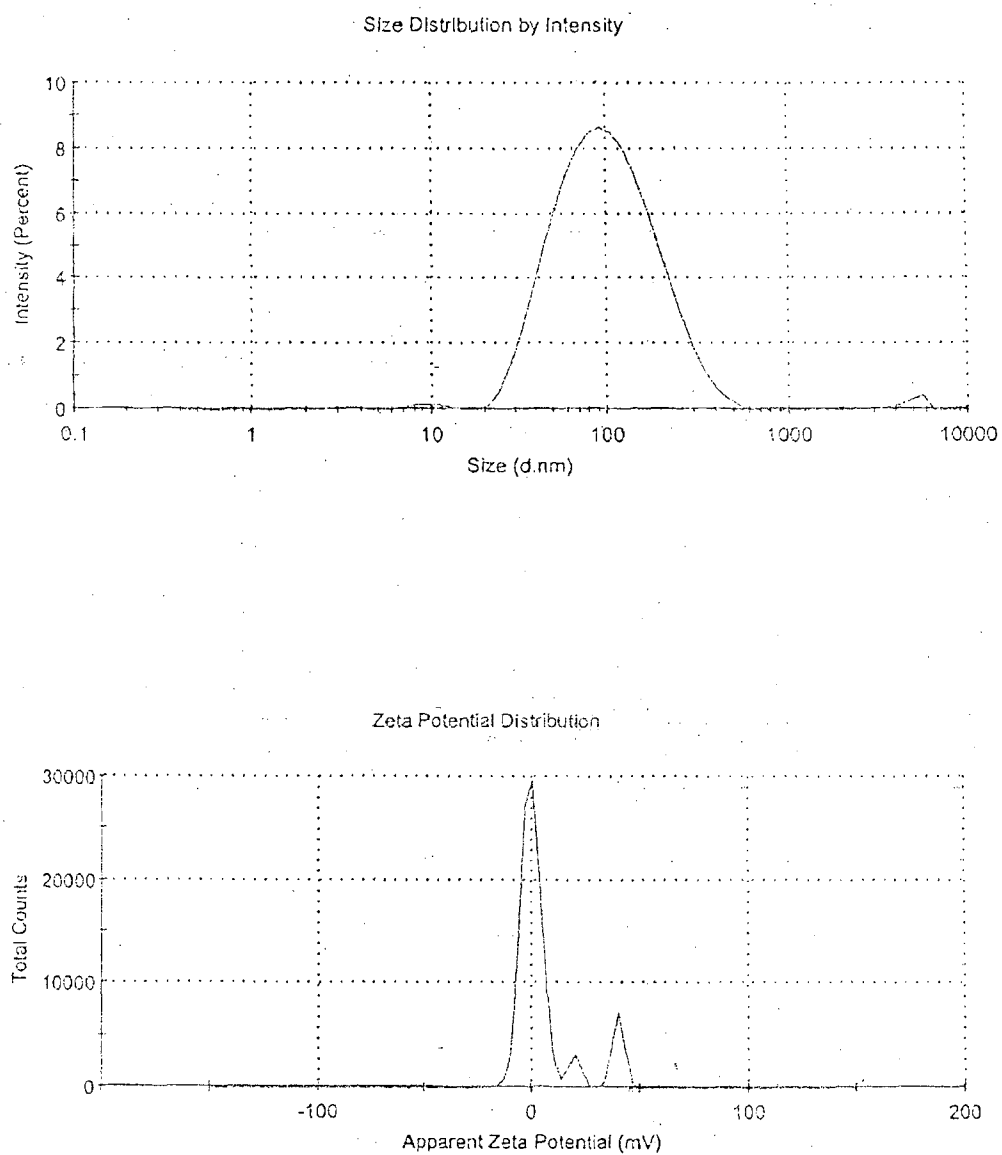 Size Distribution by Intensity
10
8
6
4
2
0
Intensity (Percent)
0.1 1 10 100 1000 10000
Size (d.nm)
Zeta Potential Distribution
30000
20000
10000
0
Total Counts
-100 0 100 200
Apparent Zeta Potential (mV)